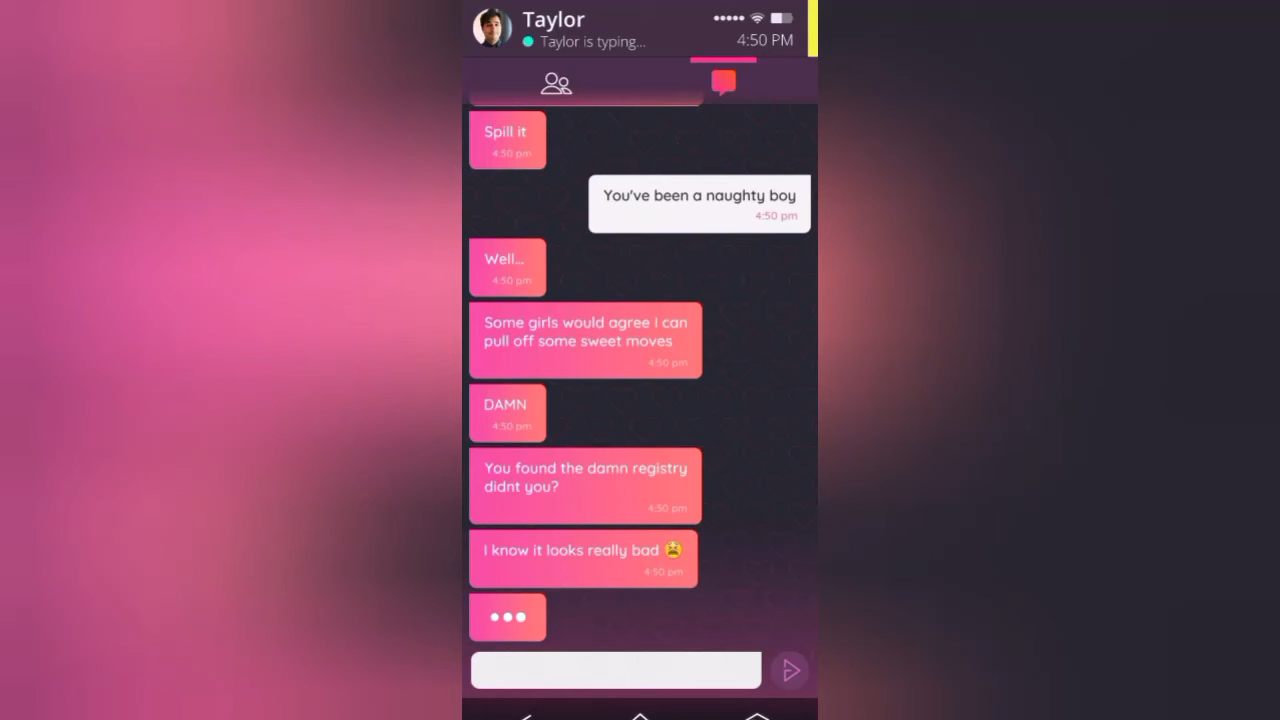 Taylor
Taylor is typing...
4:50 PM
Spill it
4:50 pm
You've been a naughty boy
4:50 pm
Well...
4:50 pm
Some girls would agree I can
pull off some sweet moves
4:50 pm
DAMN
4:50 pm
You found the damn registry
didnt you?
4:50 pm
I know it looks really bad 😫
4:50 pm